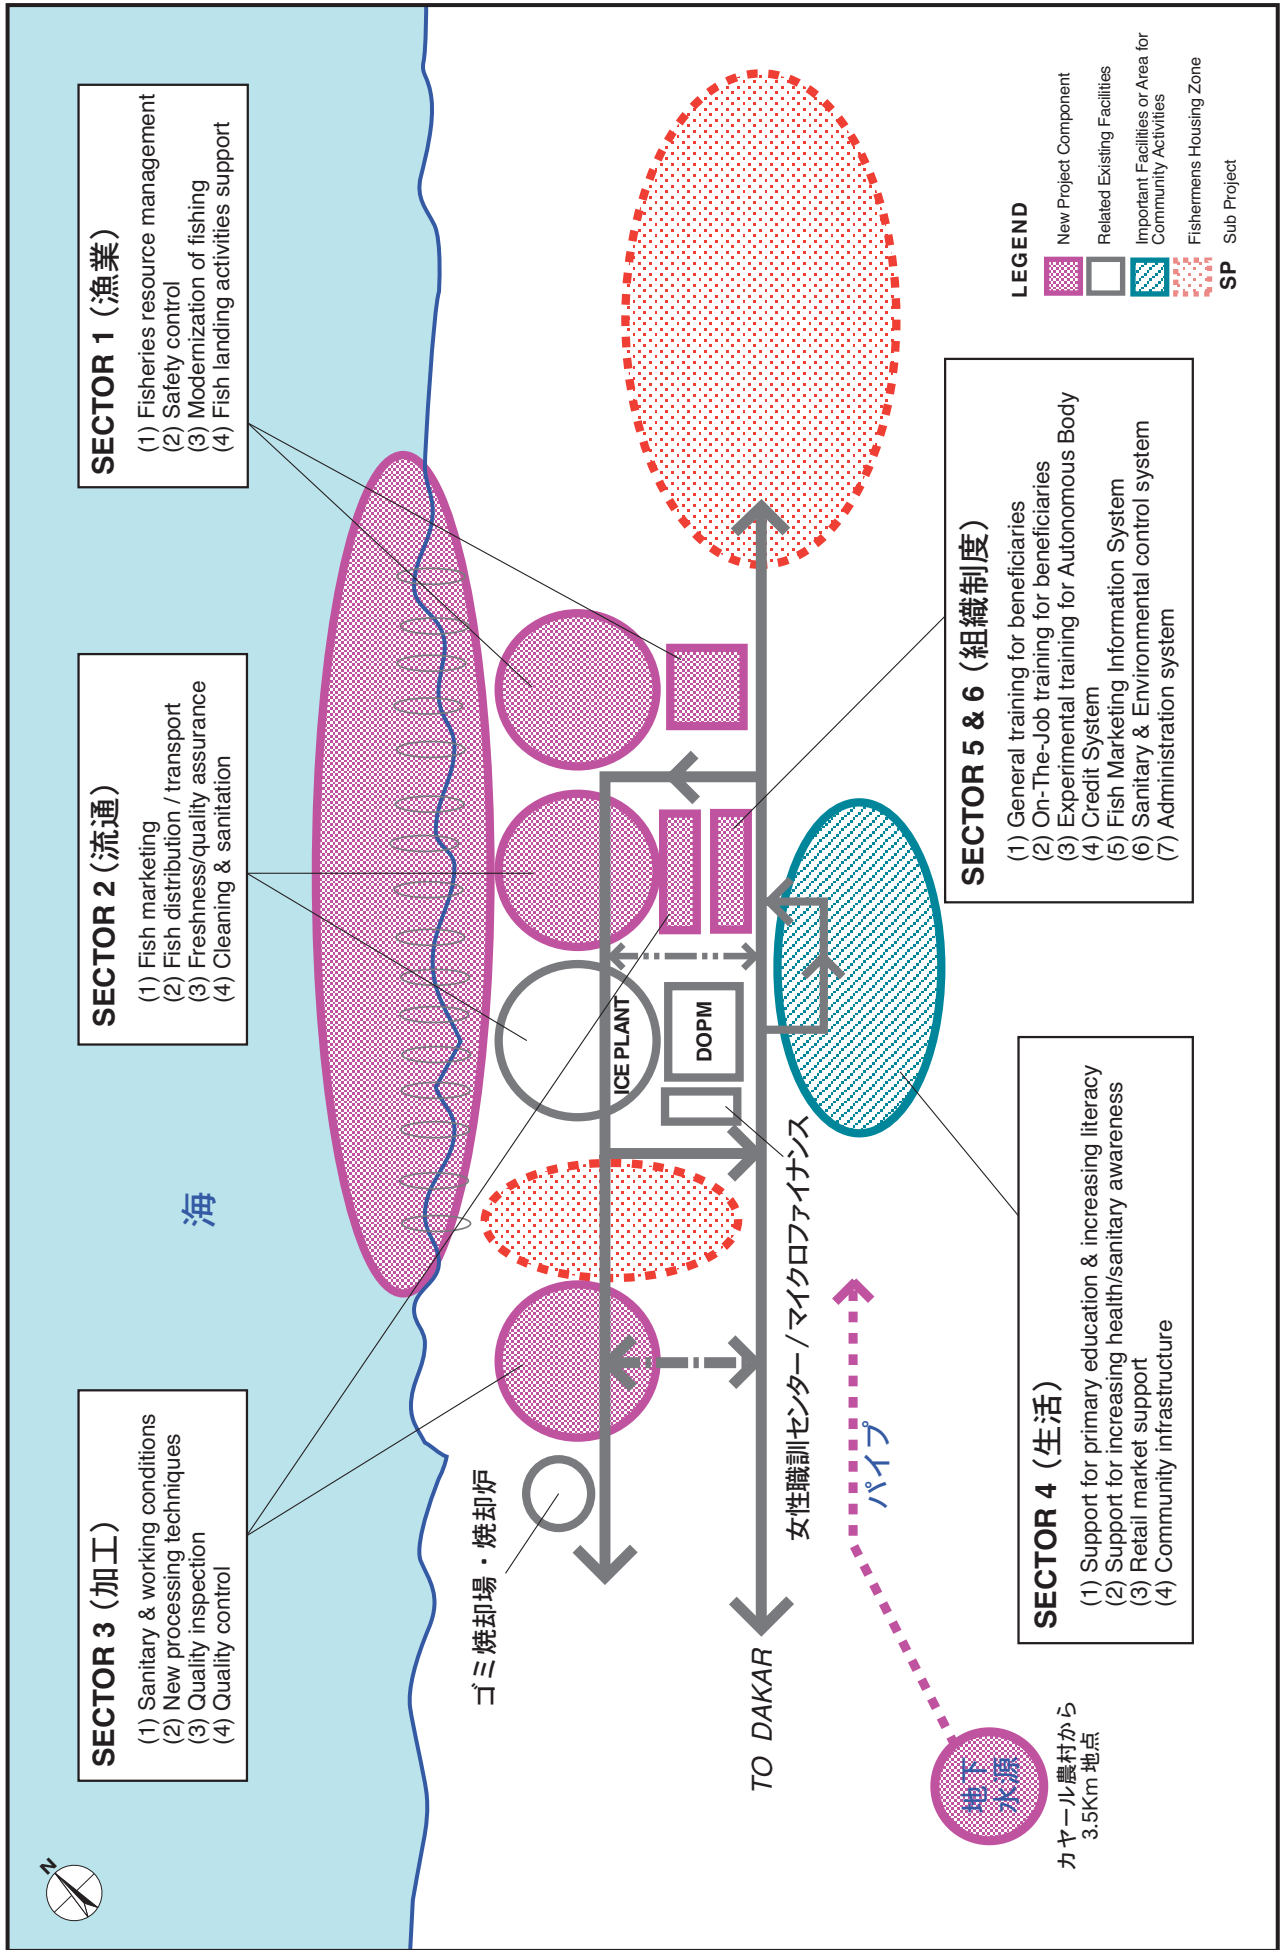 N
海
SECTOR 3 (加工)
(1) Sanitary & working conditions
(2) New processing techniques
(3) Quality inspection
(4) Quality control
SECTOR 2 (流通)
(1) Fish marketing
(2) Fish distribution / transport
(3) Freshness/quality assurance
(4) Cleaning & sanitation
SECTOR 1 (漁業)
(1) Fisheries resource management
(2) Safety control
(3) Modernization of fishing
(4) Fish landing activities support
ゴミ焼却場・焼却炉
ICE PLANT
DOPM
TO DAKAR
女性職訓センター/マイクロファイナンス
パイプ
地下
水源
カヤール農村から
3.5Km 地点
SECTOR 4 (生活)
(1) Support for primary education & increasing literacy
(2) Support for increasing health/sanitary awareness
(3) Retail market support
(4) Community infrastructure
SECTOR 5 & 6 (組織制度)
(1) General training for beneficiaries
(2) On-The-Job training for beneficiaries
(3) Experimental training for Autonomous Body
(4) Credit System
(5) Fish Marketing Information System
(6) Sanitary & Environmental control system
(7) Administration system
LEGEND
New Project Component
Related Existing Facilities
Important Facilities or Area for
Community Activities
Fishermens Housing Zone
SP Sub Project